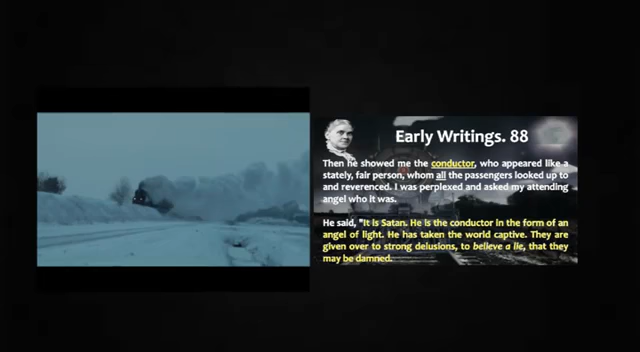 Early Writings. 88
Then he showed me the conductor, who appeared like a
stately, fair person, whom all the passengers looked up to
and reverenced. I was perplexed and asked my attending
angel who it was.
He said, "It is Satan. He is the conductor in the form of an
angel of light. He has taken the world captive. They are
given over to strong delusions, to believe a lie, that they
may be damned.